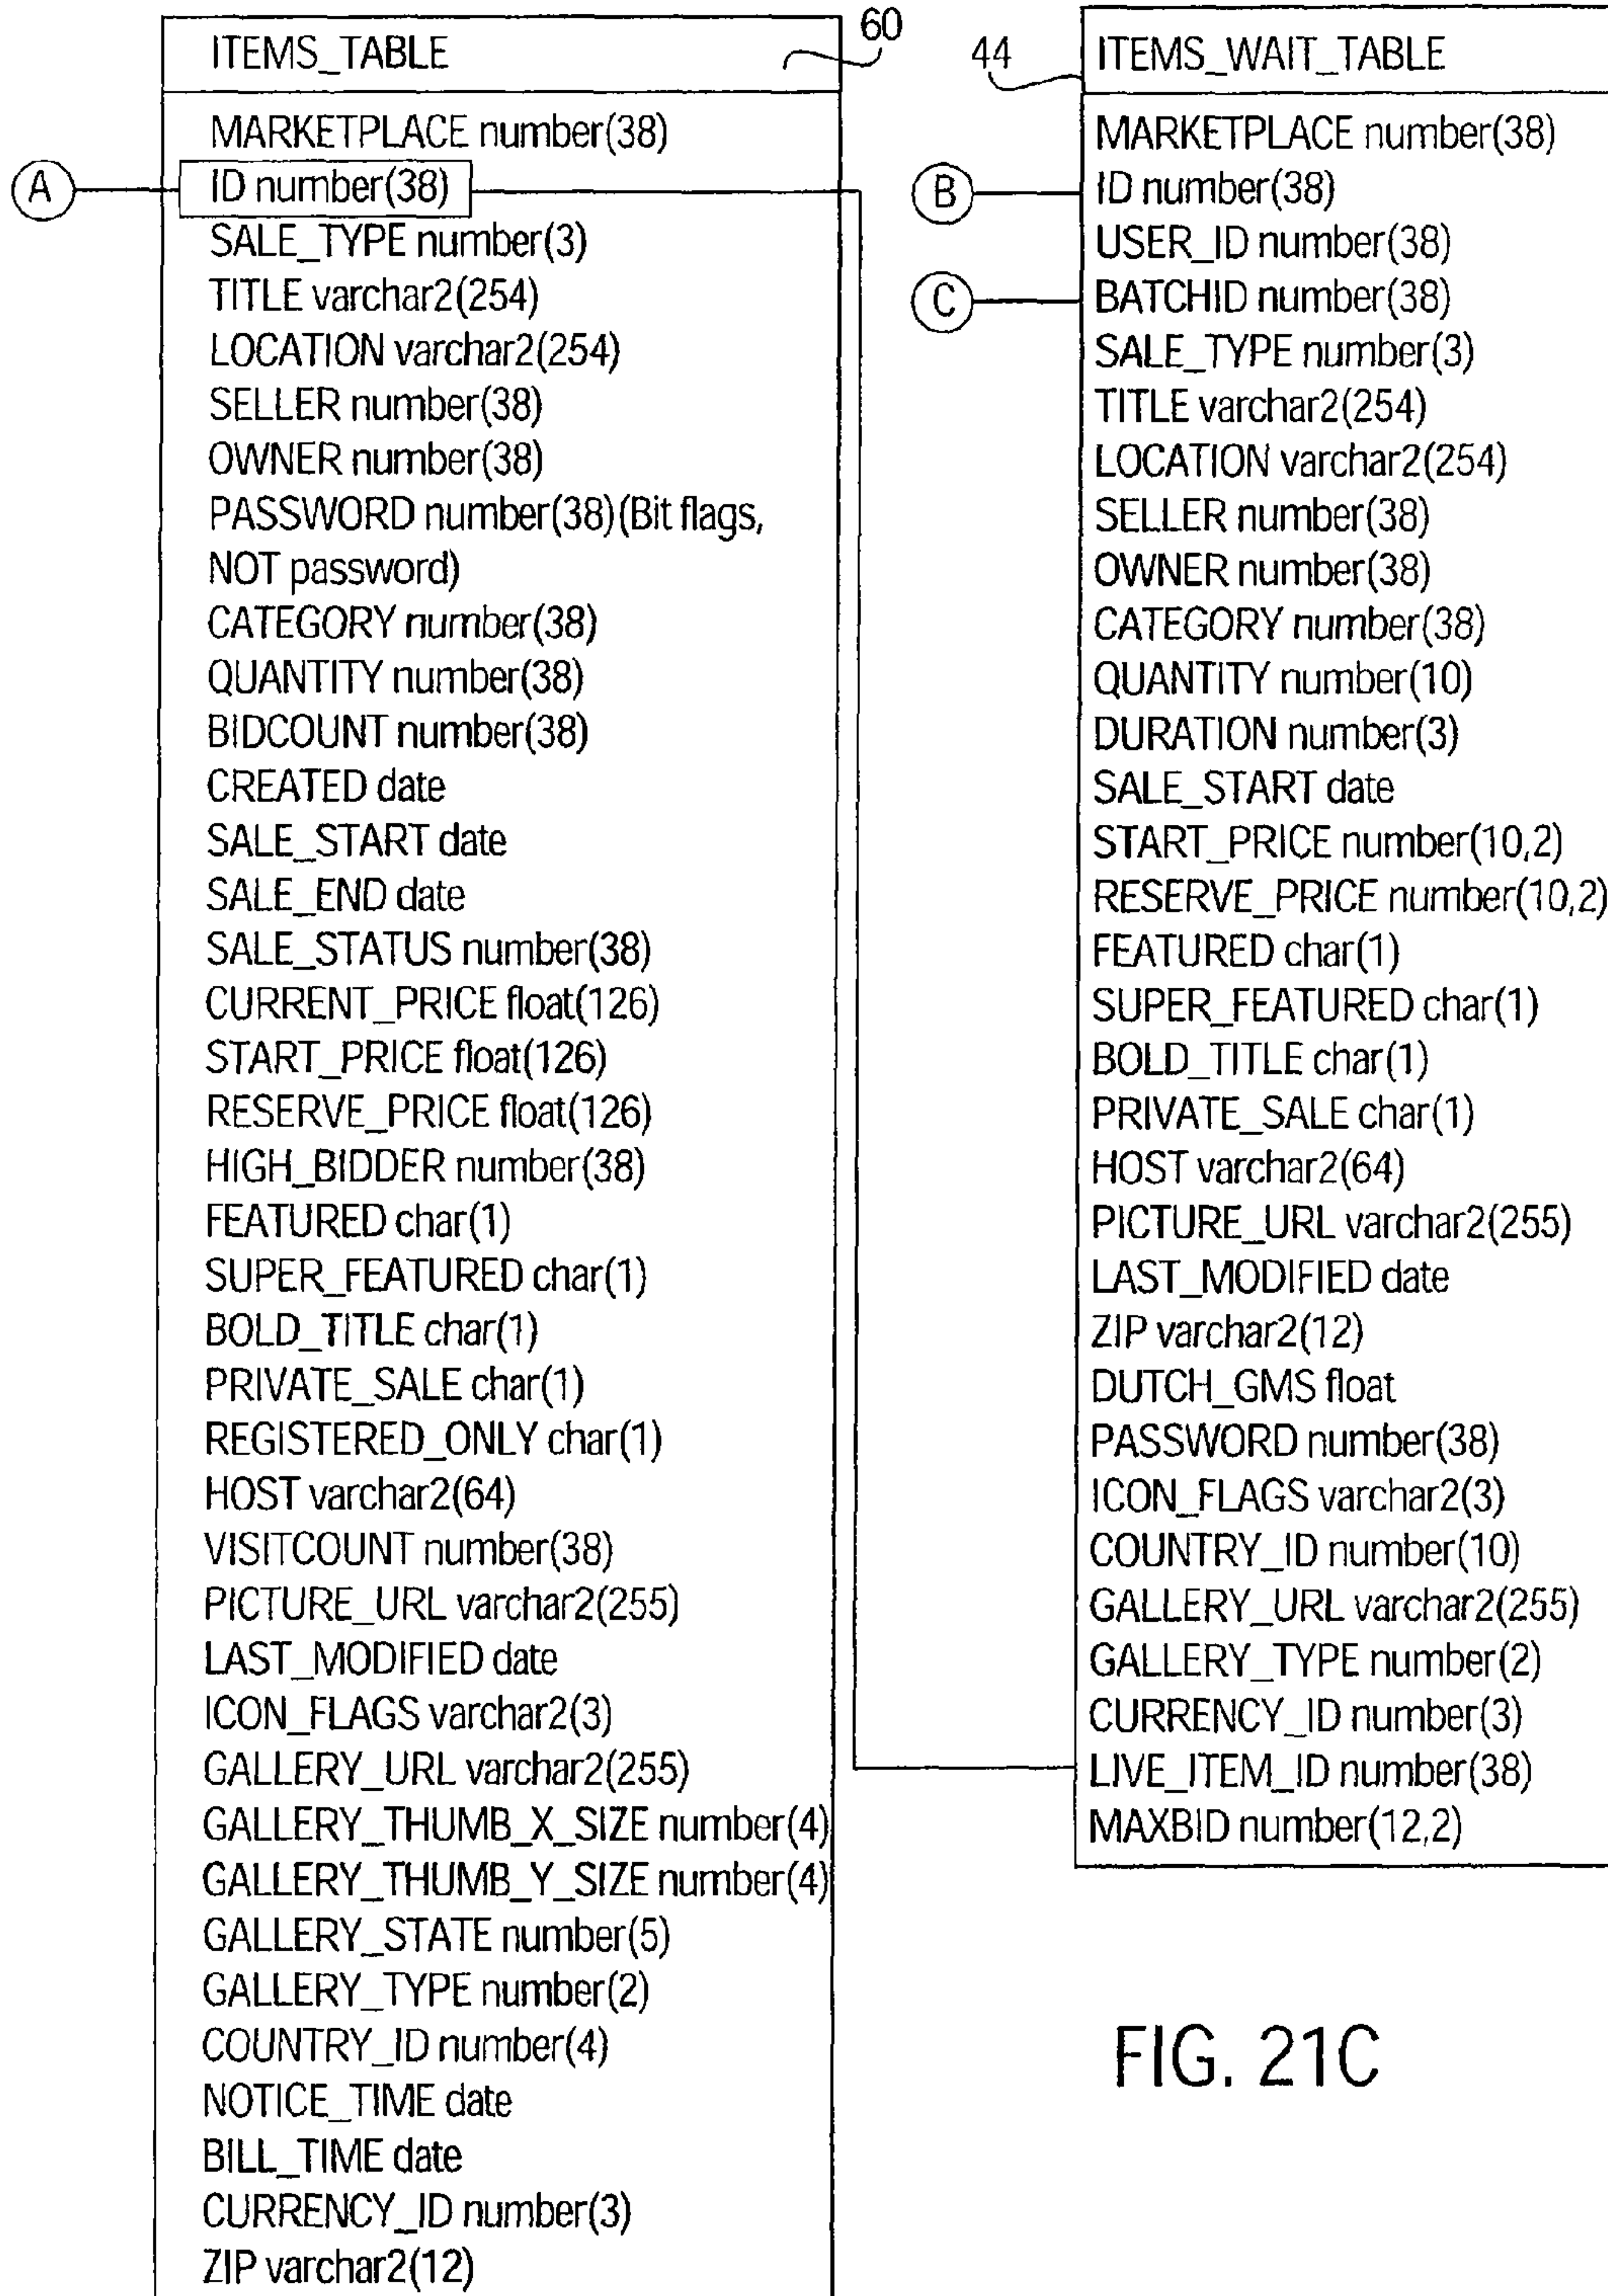 60
ITEMS_TABLE
MARKETPLACE number(38)
A
ID number(38)
SALE_TYPE number(3)
TITLE varchar2(254)
LOCATION varchar2(254)
SELLER number(38)
OWNER number(38)
PASSWORD number(38)(Bit flags,
NOT password)
CATEGORY number(38)
QUANTITY number(38)
BIDCOUNT number(38)
CREATED date
SALE_START date
SALE_END date
SALE_STATUS number(38)
CURRENT_PRICE float(126)
START_PRICE float(126)
RESERVE_PRICE float(126)
HIGH_BIDDER number(38)
FEATURED char(1)
SUPER_FEATURED char(1)
BOLD_TITLE char(1)
PRIVATE_SALE char(1)
REGISTERED_ONLY char(1)
HOST varchar2(64)
VISITCOUNT number(38)
PICTURE_URL varchar2(255)
LAST_MODIFIED date
ICON_FLAGS varchar2(3)
GALLERY_URL varchar2(255)
GALLERY_THUMB_X_SIZE number(4)
GALLERY_THUMB_Y_SIZE number(4)
GALLERY_STATE number(5)
GALLERY_TYPE number(2)
COUNTRY_ID number(4)
NOTICE_TIME date
BILL_TIME date
CURRENCY_ID number(3)
ZIP varchar2(12)
44
ITEMS_WAIT_TABLE
MARKETPLACE number(38)
B
ID number(38)
USER_ID number(38)
C
BATCHID number(38)
SALE_TYPE number(3)
TITLE varchar2(254)
LOCATION varchar2(254)
SELLER number(38)
OWNER number(38)
CATEGORY number(38)
QUANTITY number(10)
DURATION number(3)
SALE_START date
START_PRICE number(10,2)
RESERVE_PRICE number(10,2)
FEATURED char(1)
SUPER_FEATURED char(1)
BOLD_TITLE char(1)
PRIVATE_SALE char(1)
HOST varchar2(64)
PICTURE_URL varchar2(255)
LAST_MODIFIED date
ZIP varchar2(12)
DUTCH_GMS float
PASSWORD number(38)
ICON_FLAGS varchar2(3)
COUNTRY_ID number(10)
GALLERY_URL varchar2(255)
GALLERY_TYPE number(2)
CURRENCY_ID number(3)
LIVE_ITEM_ID number(38)
MAXBID number(12,2)
FIG. 21C